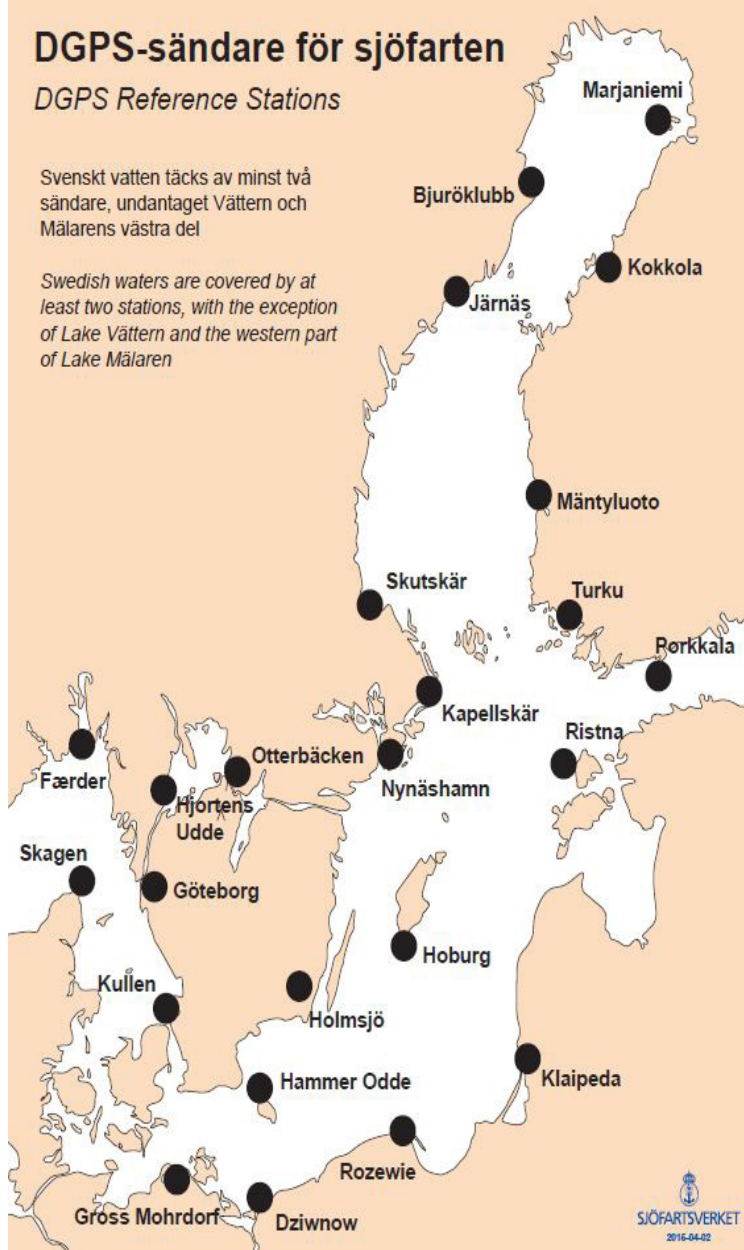 DGPS-sändare för sjöfarten
DGPS Reference Stations
Svenskt vatten täcks av minst två
sändare, undantaget Vättern och
Mälarens västra del
Swedish waters are covered by at
least two stations, with the exception
of Lake Vättern and the western part
of Lake Mälaren
Marjaniemi
Bjuröklubb
Kokkola
Järnäs
Mäntyluoto
Skutskär
Turku
Porkkala
Kapellskär
Ristna
Otterbäcken
Færder
Nynäshamn
Hjortens
Udde
Skagen
Göteborg
Hoburg
Kullen
Holmsjö
Hammer Odde
Klaipeda
Rozewie
Gross Mohrdorf
Dziwnow
SJÖFARTSVERKET
2016-04-02